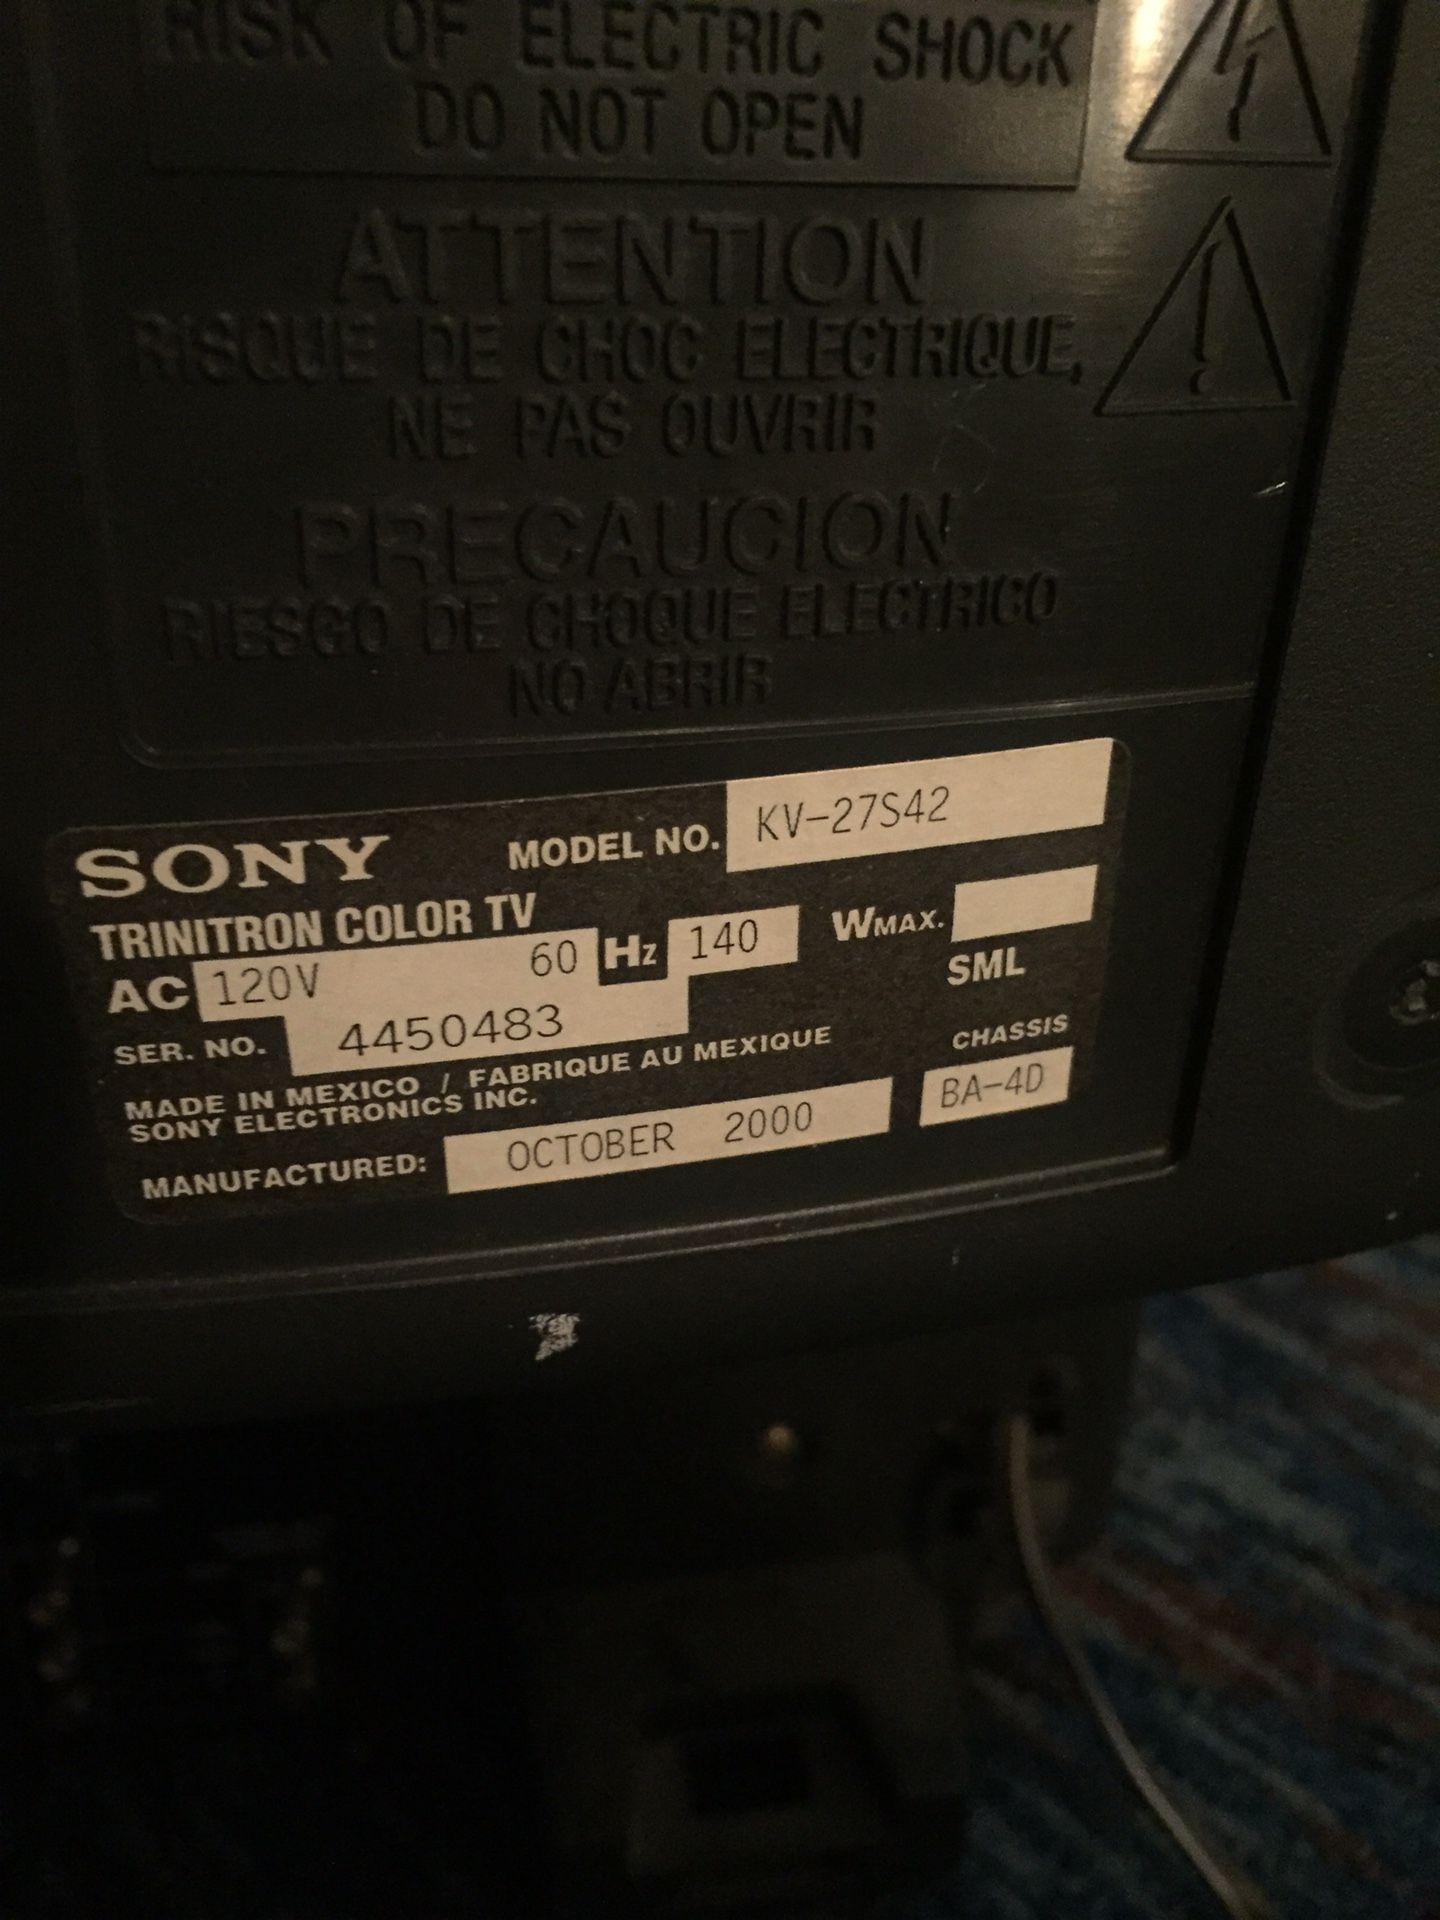 RISK OF ELECTRIC SHOCK
DO NOT OPEN
ATTENTION
RISQUE DE CHOC ELECTRIQUE,
NE PAS OUVRIR
PRECAUCION
RIESGO DE CHOQUE ELECTRICO
NO ABRIR
SONY MODEL NO. KV-27S42
TRINITRON COLOR TV
AC 120V 60 Hz 140 WMAX.
SML
SER. NO. 4450483
MADE IN MEXICO / FABRIQUE AU MEXIQUE
SONY ELECTRONICS INC.
CHASSIS
MANUFACTURED: OCTOBER 2000 BA-4D